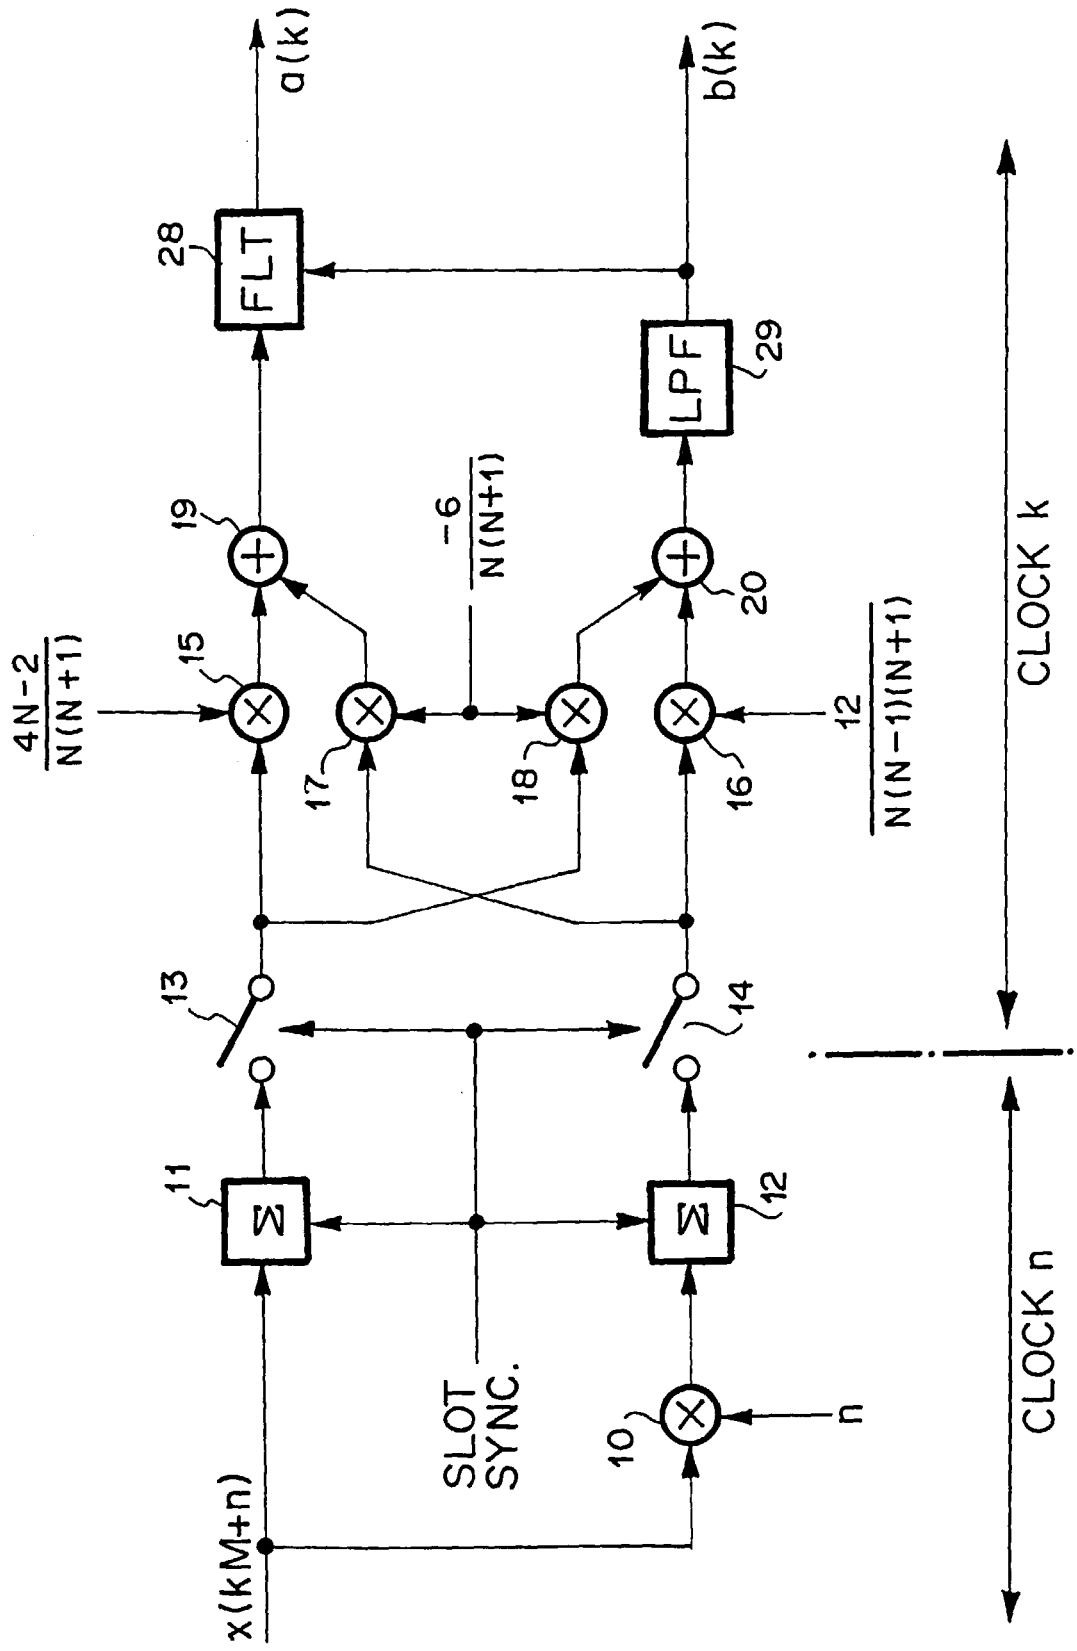 x(kM+n)
SLOT
SYNC.
10
n
11
Σ
12
Σ
13
14
4N-2
N(N+1)
15
17
18
16
12
N(N-1)(N+1)
-6
N(N+1)
19
20
28
FLT
LPF
29
a(k)
b(k)
CLOCK n
CLOCK k